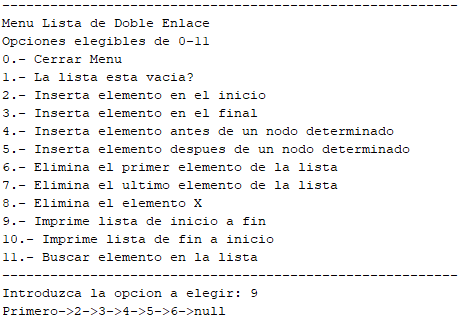 ------------------------------------------------------------
Menu Lista de Doble Enlace
Opciones elegibles de 0-11
0.- Cerrar Menu
1.- La lista esta vacia?
2.- Inserta elemento en el inicio
3.- Inserta elemento en el final
4.- Inserta elemento antes de un nodo determinado
5.- Inserta elemento despues de un nodo determinado
6.- Elimina el primer elemento de la lista
7.- Elimina el ultimo elemento de la lista
8.- Elimina el elemento X
9.- Imprime lista de inicio a fin
10.- Imprime lista de fin a inicio
11.- Buscar elemento en la lista
------------------------------------------------------------
Introduzca la opcion a elegir: 9
Primero->2->3->4->5->6->null